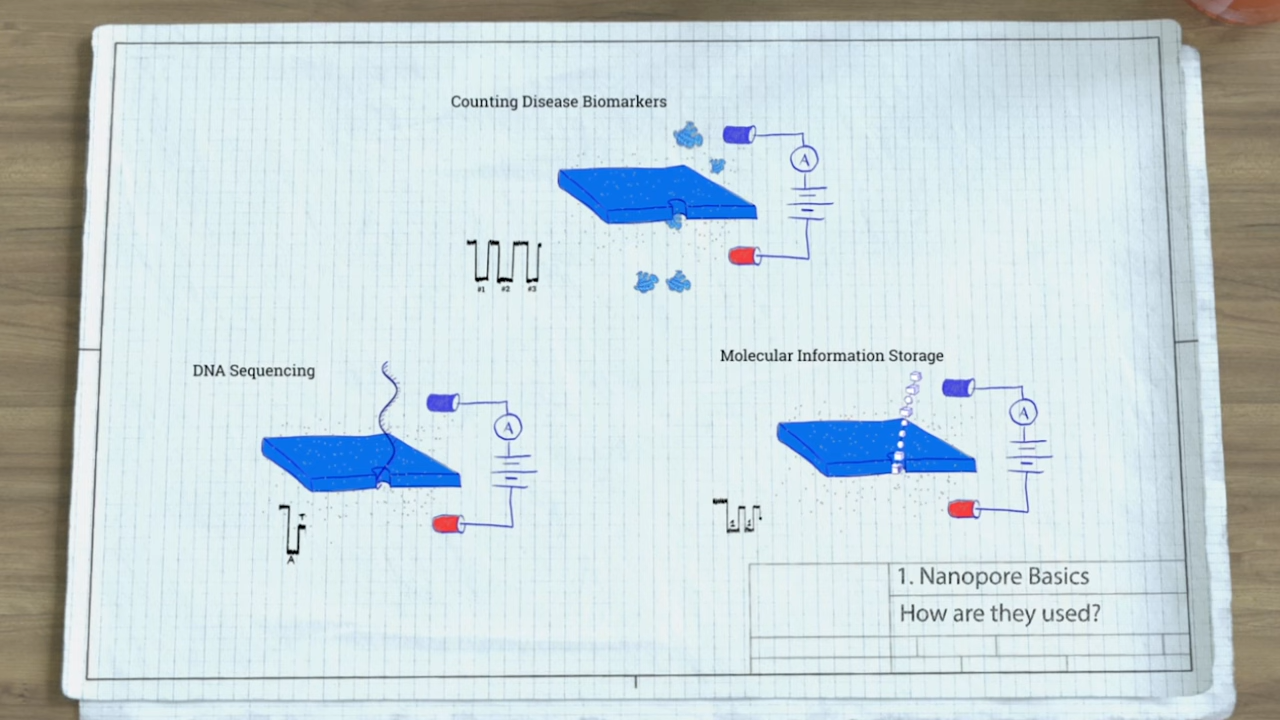 Counting Disease Biomarkers
A
#1 #2 #3
DNA Sequencing
A
T
A
Molecular Information Storage
A
1. Nanopore Basics
How are they used?